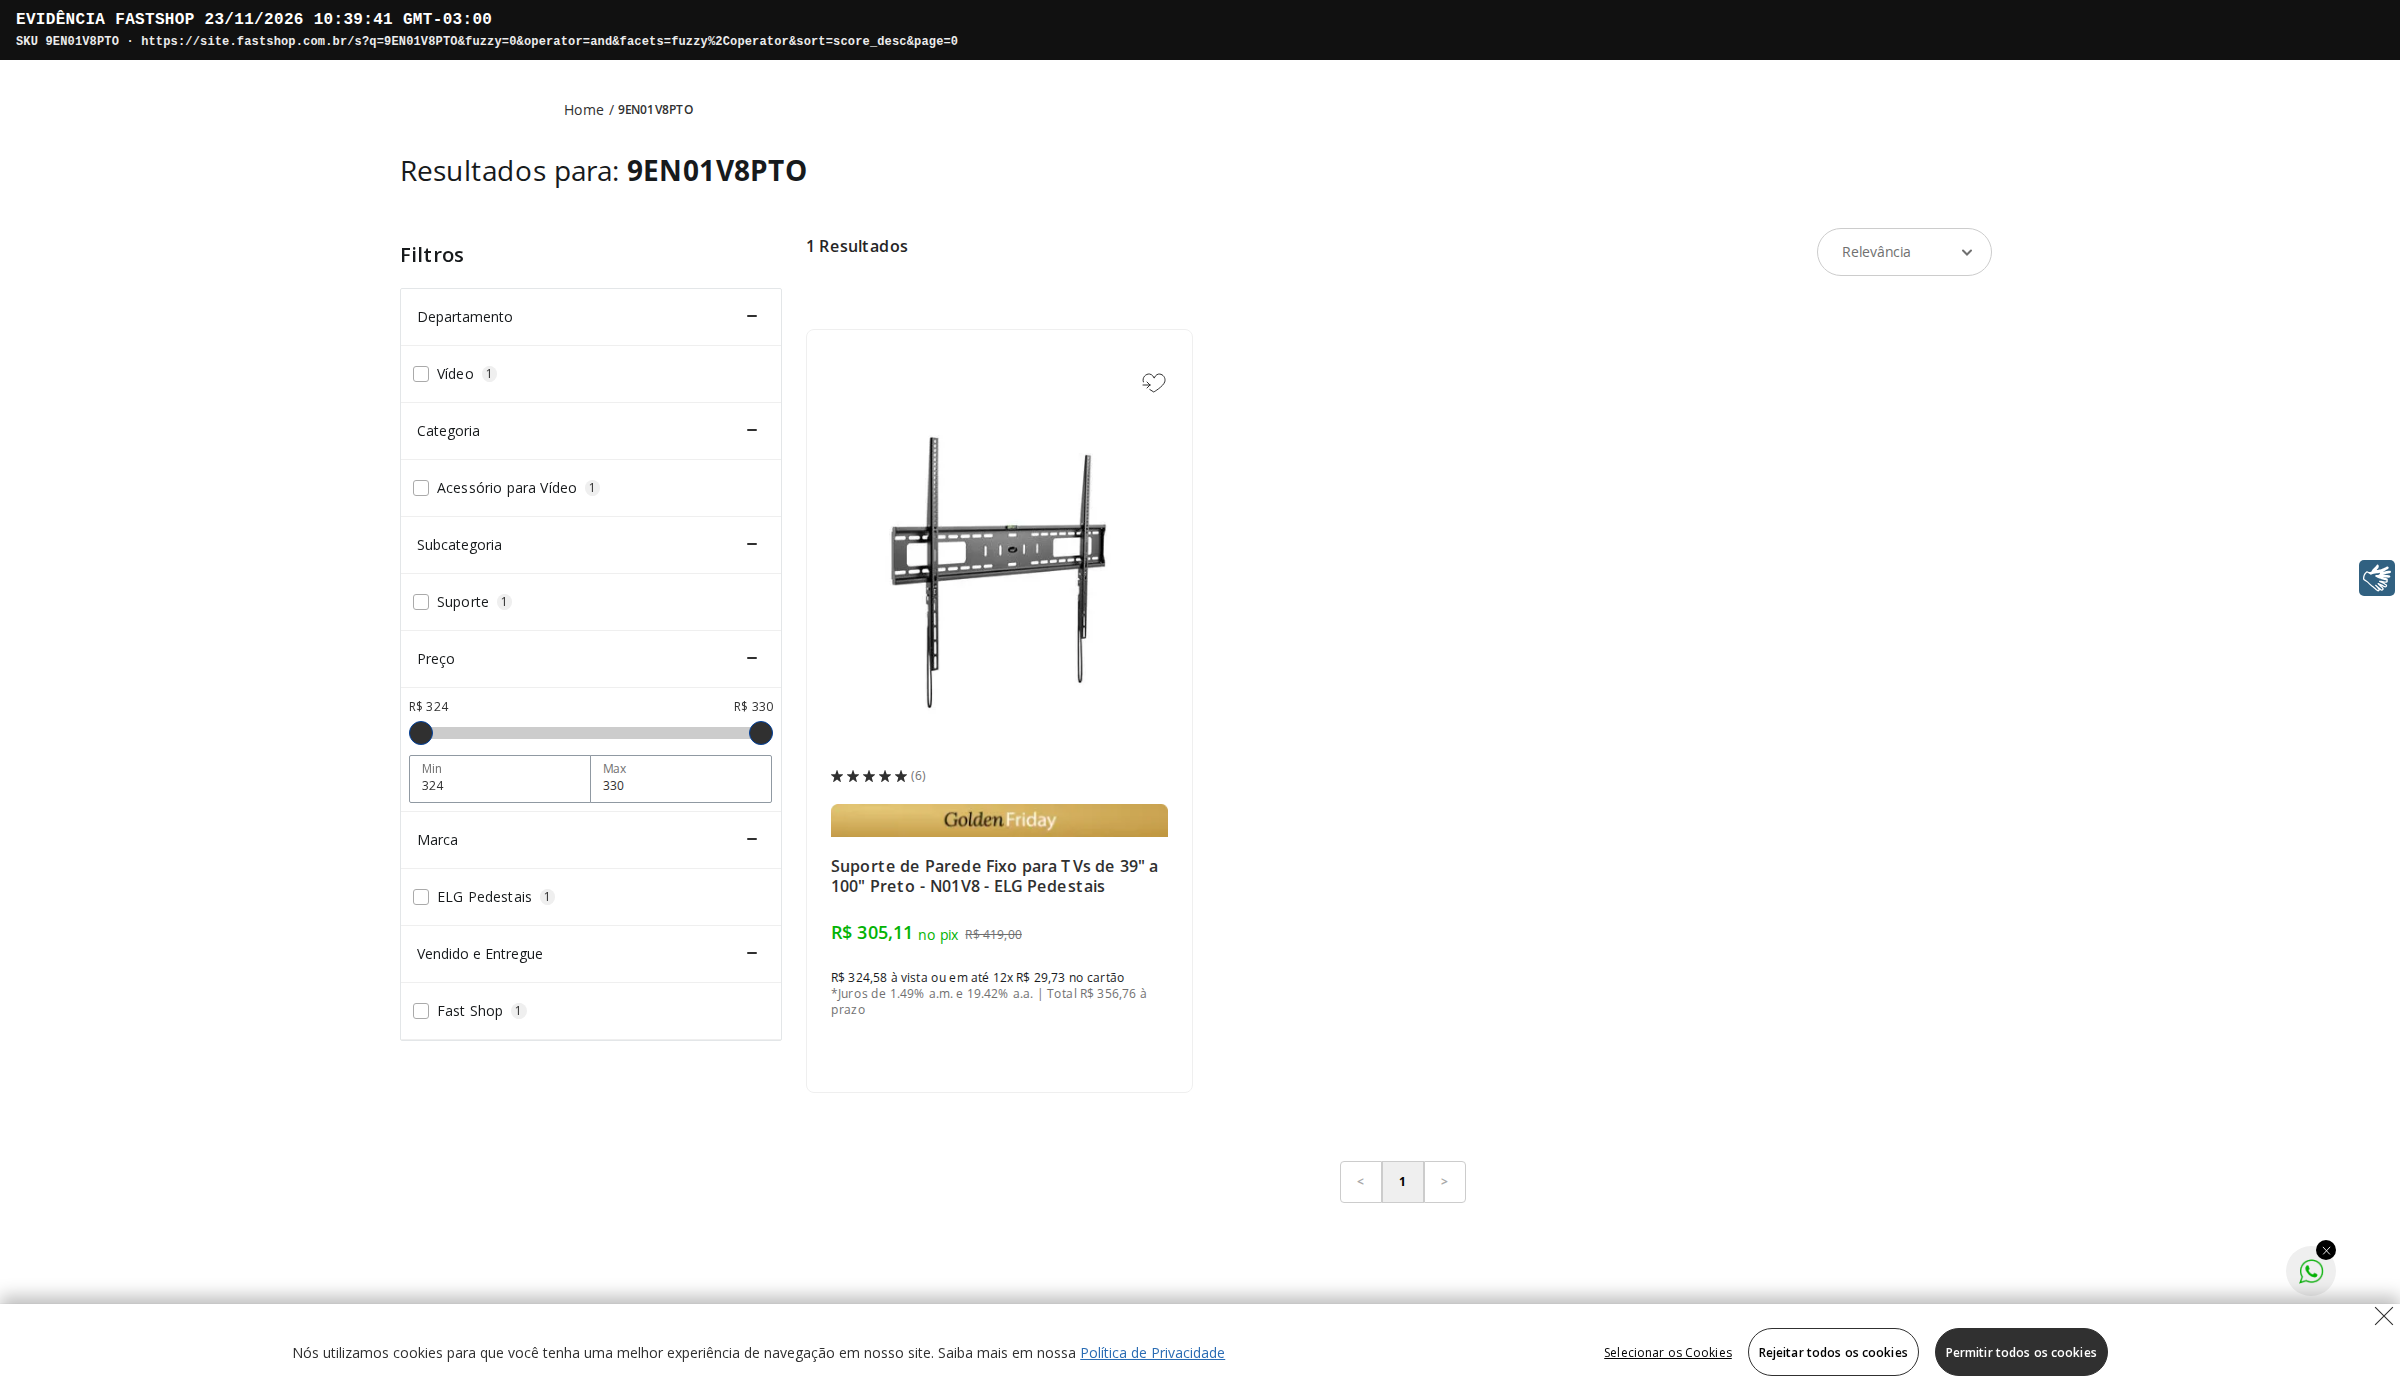 EVIDÊNCIA FASTSHOP 23/11/2026 10:39:41 GMT-03:00
SKU 9EN01V8PTO · https://site.fastshop.com.br/s?q=9EN01V8PTO&fuzzy=0&operator=and&facets=fuzzy%2Coperator&sort=score_desc&page=0
Home / 9EN01V8PTO
Resultados para: 9EN01V8PTO
Filtros
1 Resultados
Relevância
Departamento
Vídeo 1
Categoria
Acessório para Vídeo 1
Subcategoria
Suporte 1
Preço
R$ 324 R$ 330
Min Max
324 330
Marca
ELG Pedestais 1
Vendido e Entregue
Fast Shop 1
(6)
Golden Friday
Suporte de Parede Fixo para TVs de 39" a
100" Preto - N01V8 - ELG Pedestais
R$ 305,11 no pix R$ 419,00
R$ 324,58 à vista ou em até 12x R$ 29,73 no cartão
*Juros de 1.49% a.m. e 19.42% a.a. | Total R$ 356,76 à
prazo
< 1 >
Nós utilizamos cookies para que você tenha uma melhor experiência de navegação em nosso site. Saiba mais em nossa Política de Privacidade
Selecionar os Cookies
Rejeitar todos os cookies
Permitir todos os cookies